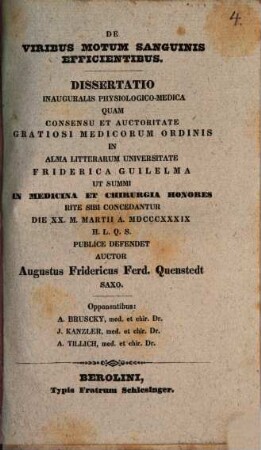 4.
DE
VIRIBUS MOTUM SANGUINIS
EFFICIENTIBUS.
DISSERTATIO
INAUGURALIS PHYSIOLOGICO-MEDICA
QUAM
CONSENSU ET AUCTORITATE
GRATIOSI MEDICORUM ORDINIS
IN
ALMA LITTERARUM UNIVERSITATE
FRIDERICA GUILELMA
UT SUMMI
IN MEDICINA ET CHIRURGIA HONORES
RITE SIBI CONCEDANTUR
DIE XX. M. MARTII A. MDCCCXXXIX
H. L. Q. S.
PUBLICE DEFENDET
AUCTOR
Augustus Fridericus Ferd. Quenstedt
SAXO.
Opponentibus:
A. BRUSCKY, med. et chir. Dr.
J. KANZLER, med. et chir. Dr.
A. TILLICH, med. et chir. Dr.
BEROLINI,
Typis Fratrum Schlesinger.